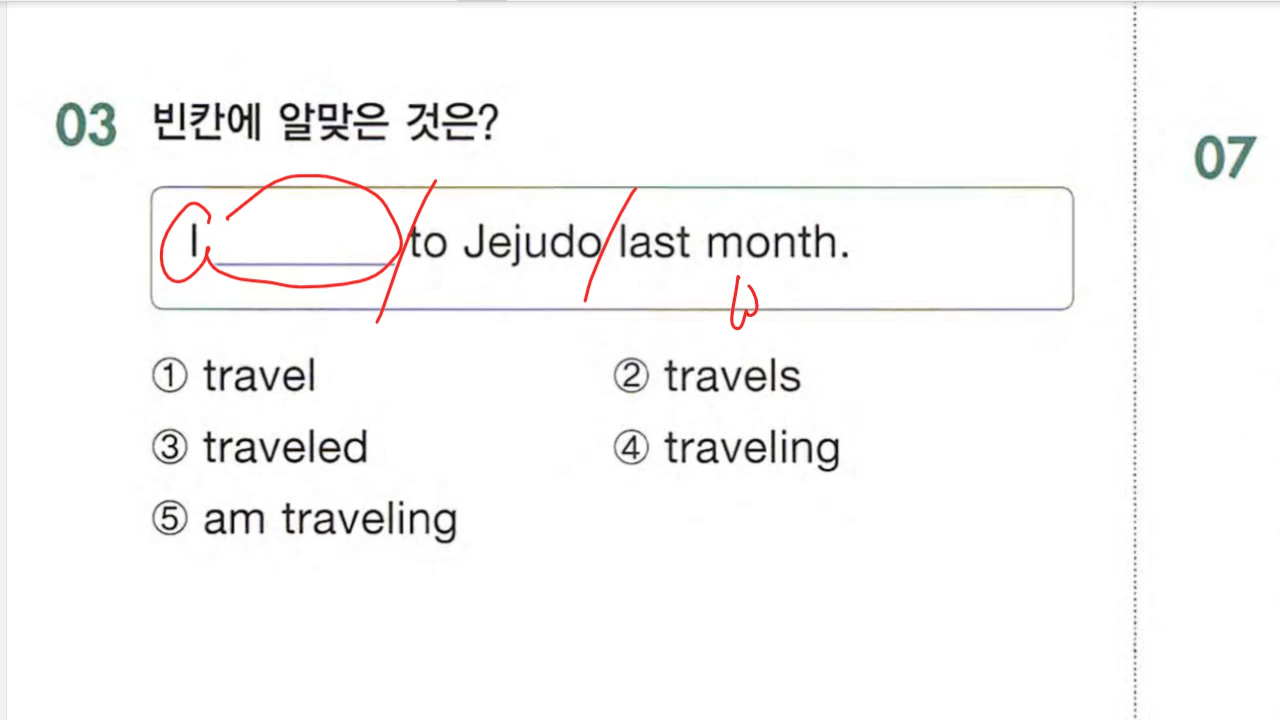 03 빈칸에 알맞은 것은?
I ________ to Jejudo last month.
① travel ② travels
③ traveled ④ traveling
⑤ am traveling
07